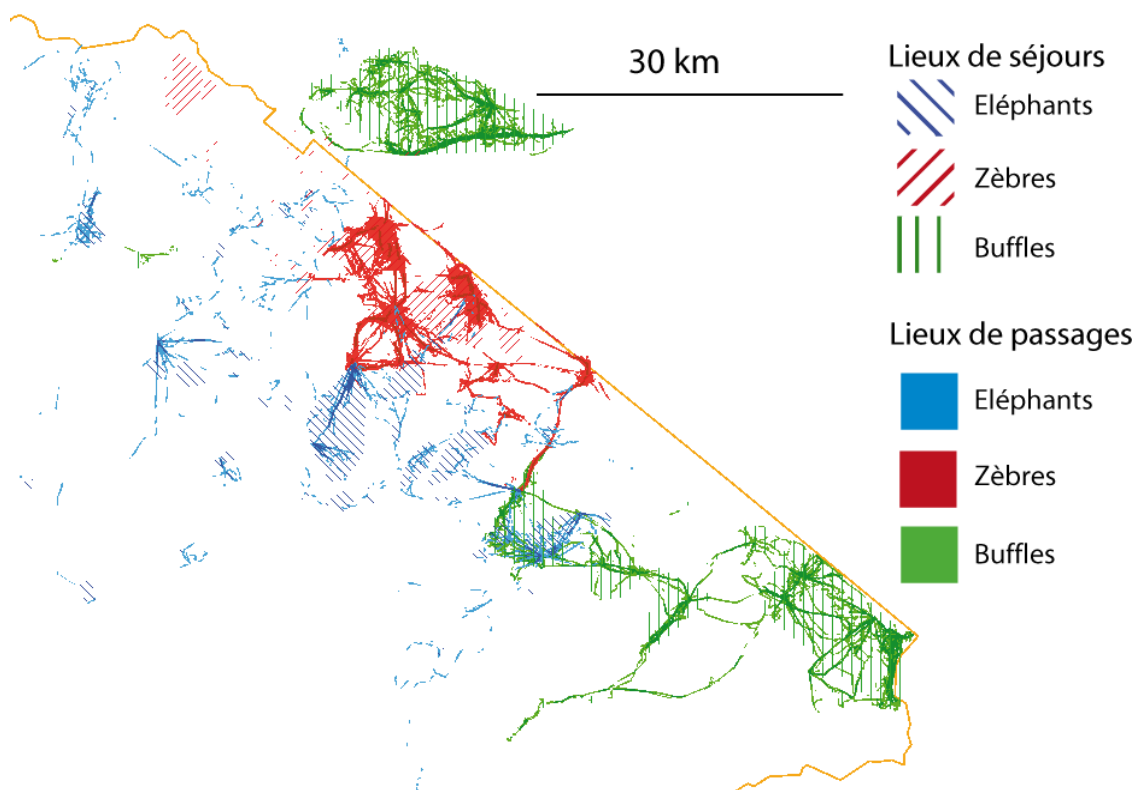 30 km
Lieux de séjours
Eléphants
Zèbres
Buffles
Lieux de passages
Eléphants
Zèbres
Buffles